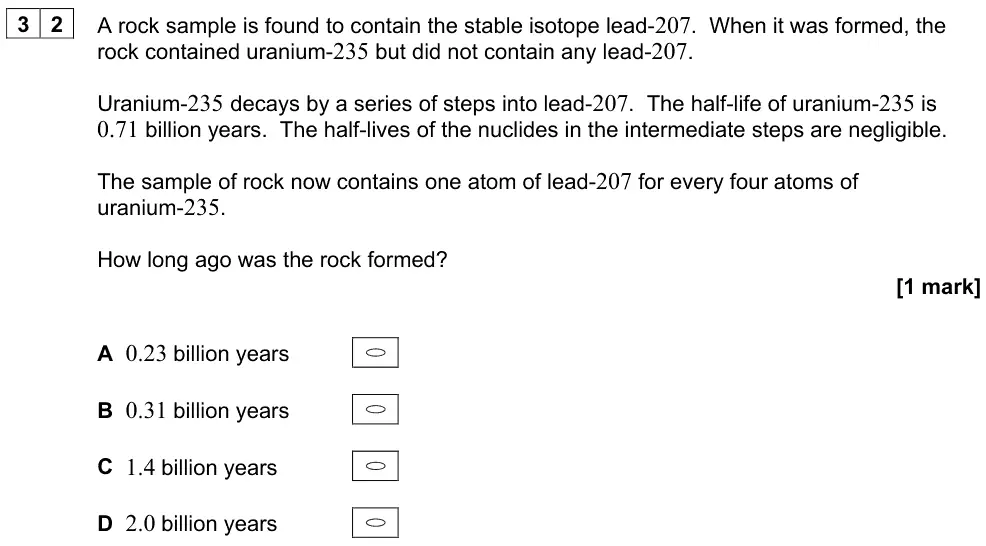 3 2 A rock sample is found to contain the stable isotope lead-207. When it was formed, the
rock contained uranium-235 but did not contain any lead-207.
Uranium-235 decays by a series of steps into lead-207. The half-life of uranium-235 is
0.71 billion years. The half-lives of the nuclides in the intermediate steps are negligible.
The sample of rock now contains one atom of lead-207 for every four atoms of
uranium-235.
How long ago was the rock formed?
[1 mark]
A 0.23 billion years
B 0.31 billion years
C 1.4 billion years
D 2.0 billion years